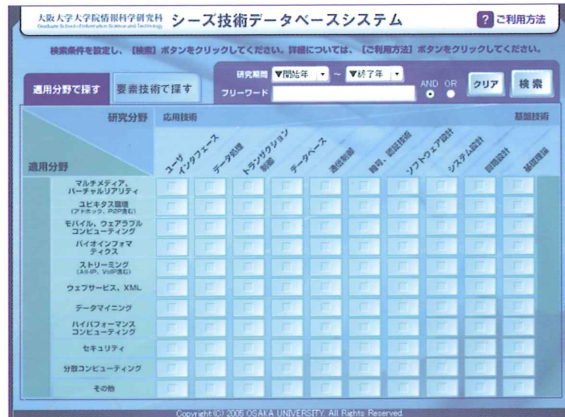 大阪大学大学院情報科学研究科 シーズ技術データベースシステム
? ご利用方法
検索条件を設定し、【検索】ボタンをクリックしてください。詳細については、【ご利用方法】ボタンをクリックしてください。
適用分野で探す
要素技術で探す
研究期間 ▼開始年 ～ ▼終了年
フリーワード
AND OR
クリア
検索
研究分野
応用技術
基盤技術
適用分野
ユーザ
インタフェース
データ処理
トランザクション
制御
データベース
通信制御
暗号、認証技術
ソフトウェア設計
システム設計
回路設計
基礎理論
マルチメディア、
バーチャルリアリティ
ユビキタス環境
(アドホック、P2P含む)
モバイル、ウェアラブル
コンピューティング
バイオインフォマ
ティクス
ストリーミング
(All-IP、VoIP含む)
ウェブサービス、XML
データマイニング
ハイパフォーマンス
コンピューティング
セキュリティ
分散コンピューティング
その他
Copyright (C) 2005 OSAKA UNIVERSITY. All Rights Reserved.